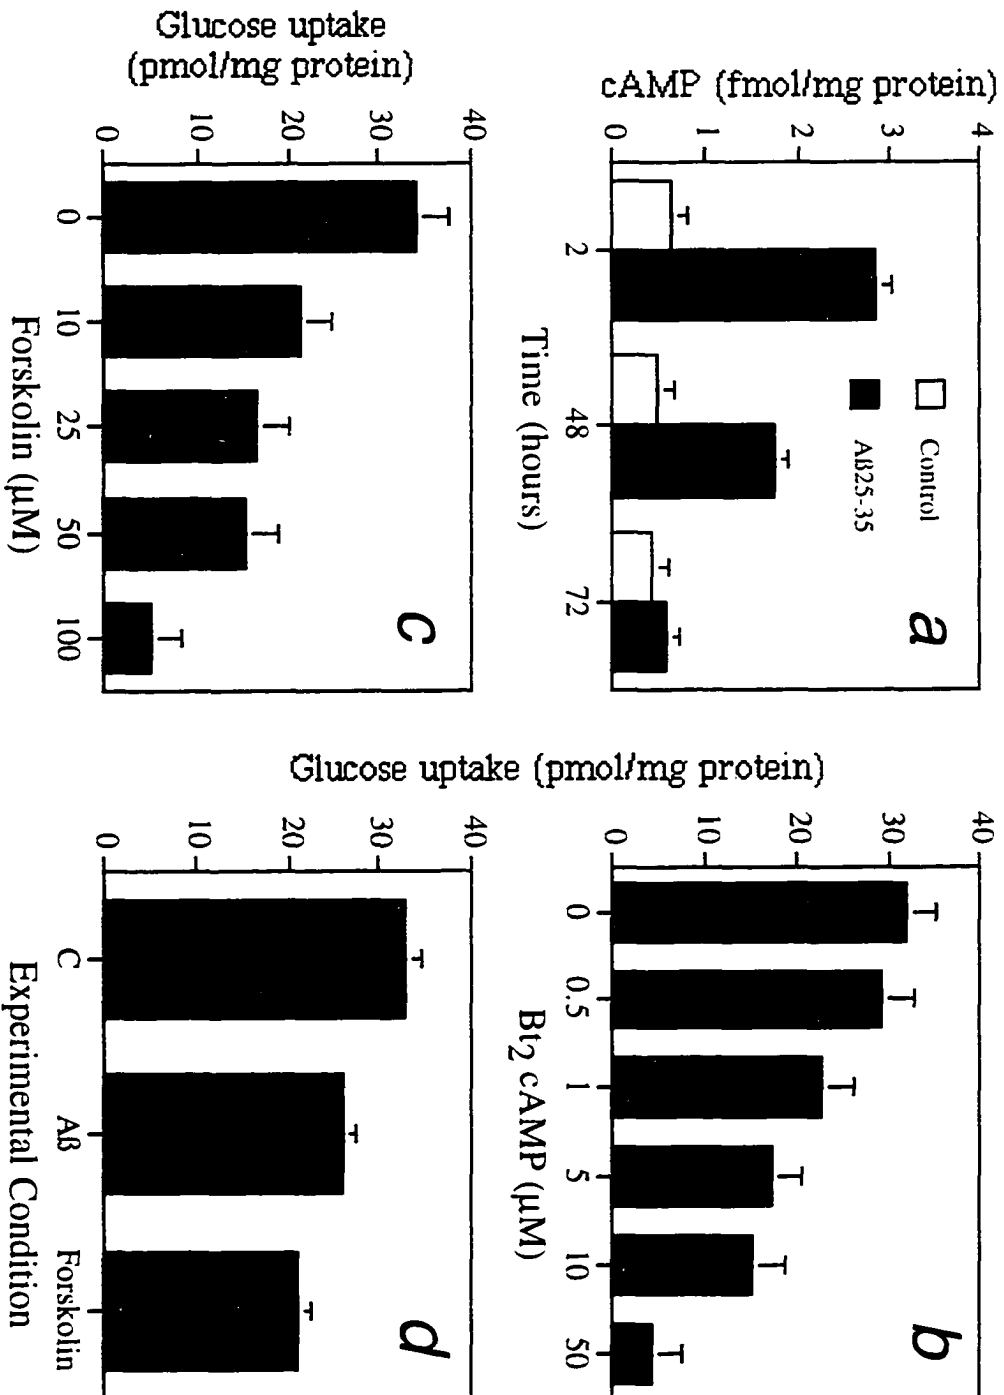 cAMP (fmol/mg protein)
0 1 2 3 4
Control
Aß25-35
a
2 48 72
Time (hours)
Glucose uptake (pmol/mg protein)
0 10 20 30 40
b
0 0.5 1 5 10 50
Bt2 cAMP (µM)
Glucose uptake
(pmol/mg protein)
0 10 20 30 40
c
0 10 25 50 100
Forskolin (µM)
0 10 20 30 40
d
C Aß Forskolin
Experimental Condition